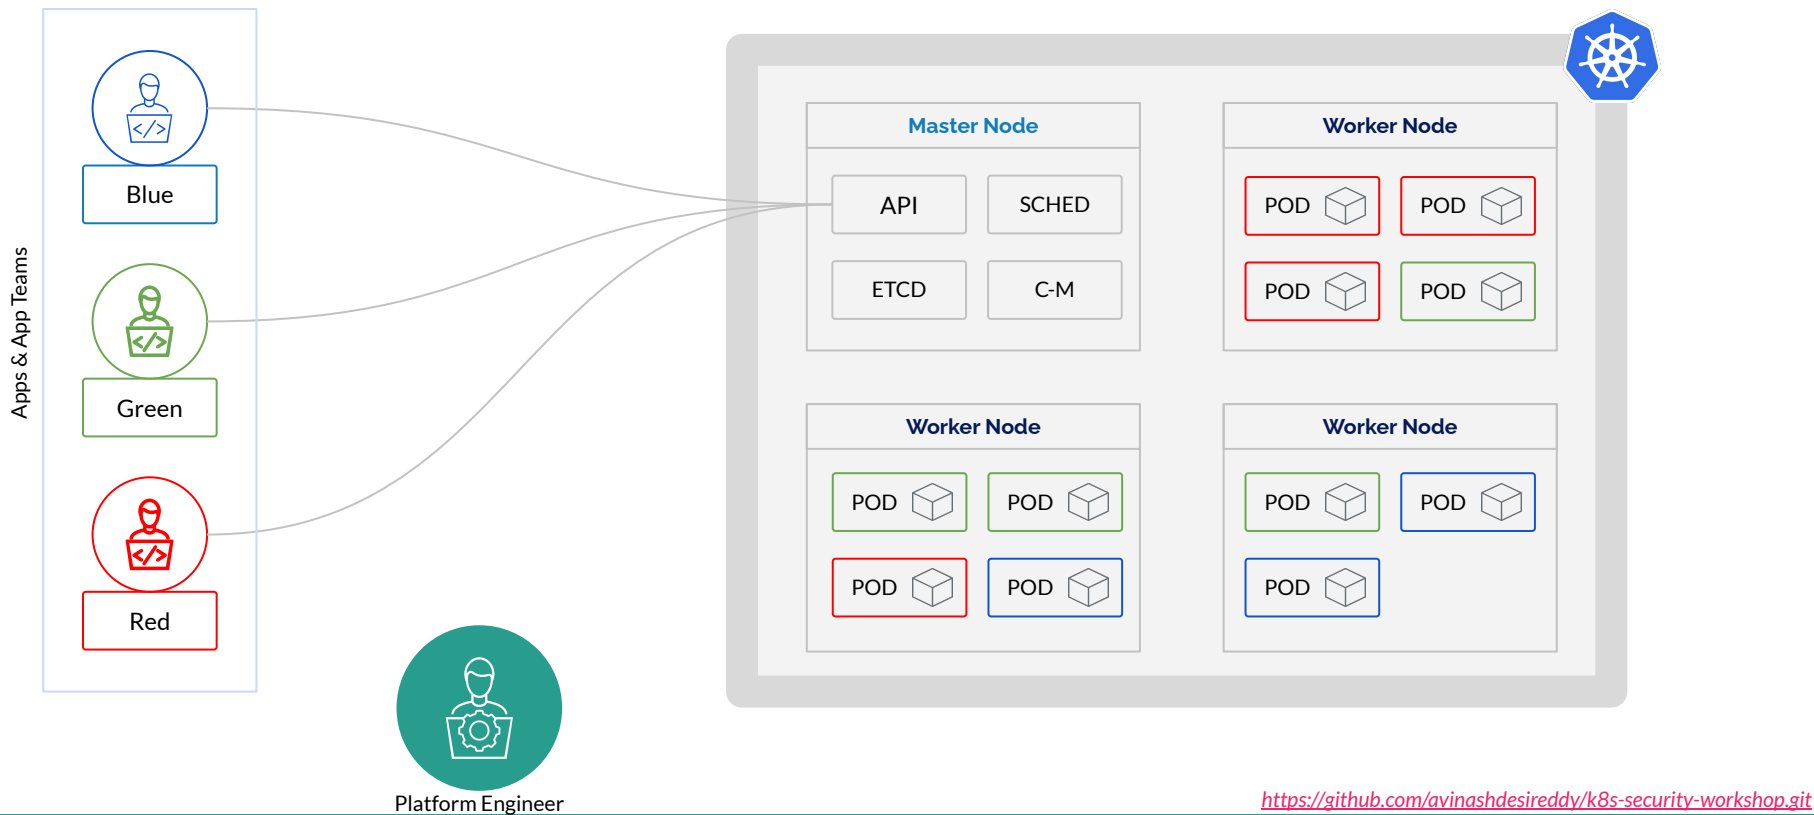 Apps & App Teams
Blue
Green
Red
Platform Engineer
Master Node
API
SCHED
ETCD
C-M
Worker Node
POD
POD
POD
POD
Worker Node
POD
POD
POD
POD
Worker Node
POD
POD
POD
https://github.com/avinashdesireddy/k8s-security-workshop.git